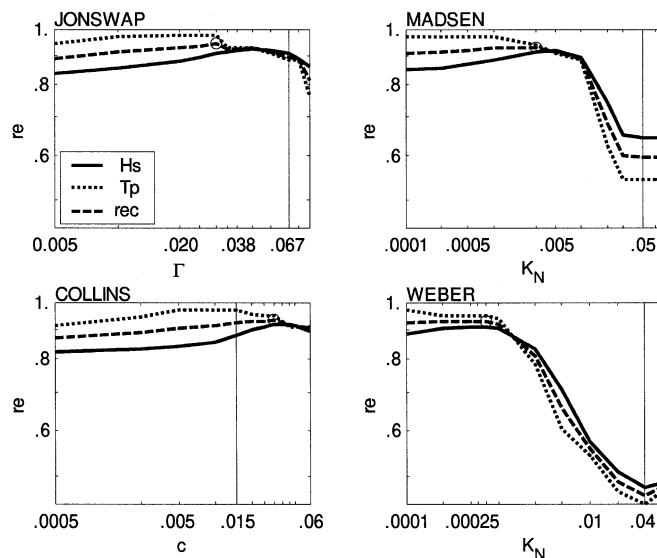 JONSWAP
1.
.8
.6
re
Hs
Tp
rec
0.005
.020
.038
.067
Γ
MADSEN
1.
.8
.6
re
.0001
.0005
.005
.05
K_N
COLLINS
1.
.8
.6
re
.0005
.005
.015
.06
c
WEBER
1.
.8
.6
re
.0001
.00025
.01
.04
K_N